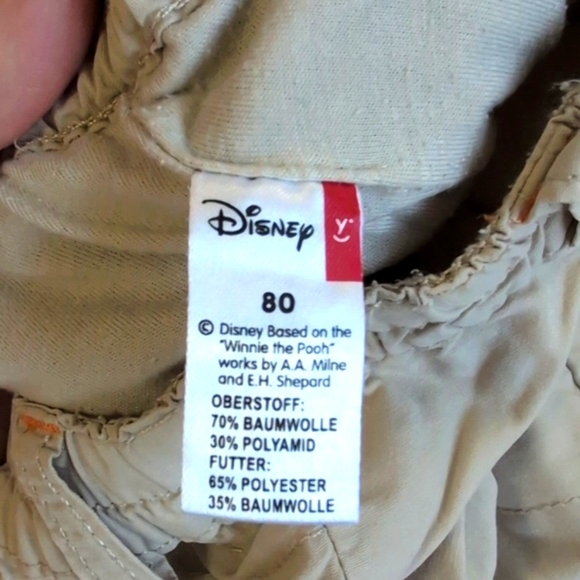 Disney
80
© Disney Based on the
"Winnie the Pooh"
works by A.A. Milne
and E.H. Shepard
OBERSTOFF:
70% BAUMWOLLE
30% POLYAMID
FUTTER:
65% POLYESTER
35% BAUMWOLLE